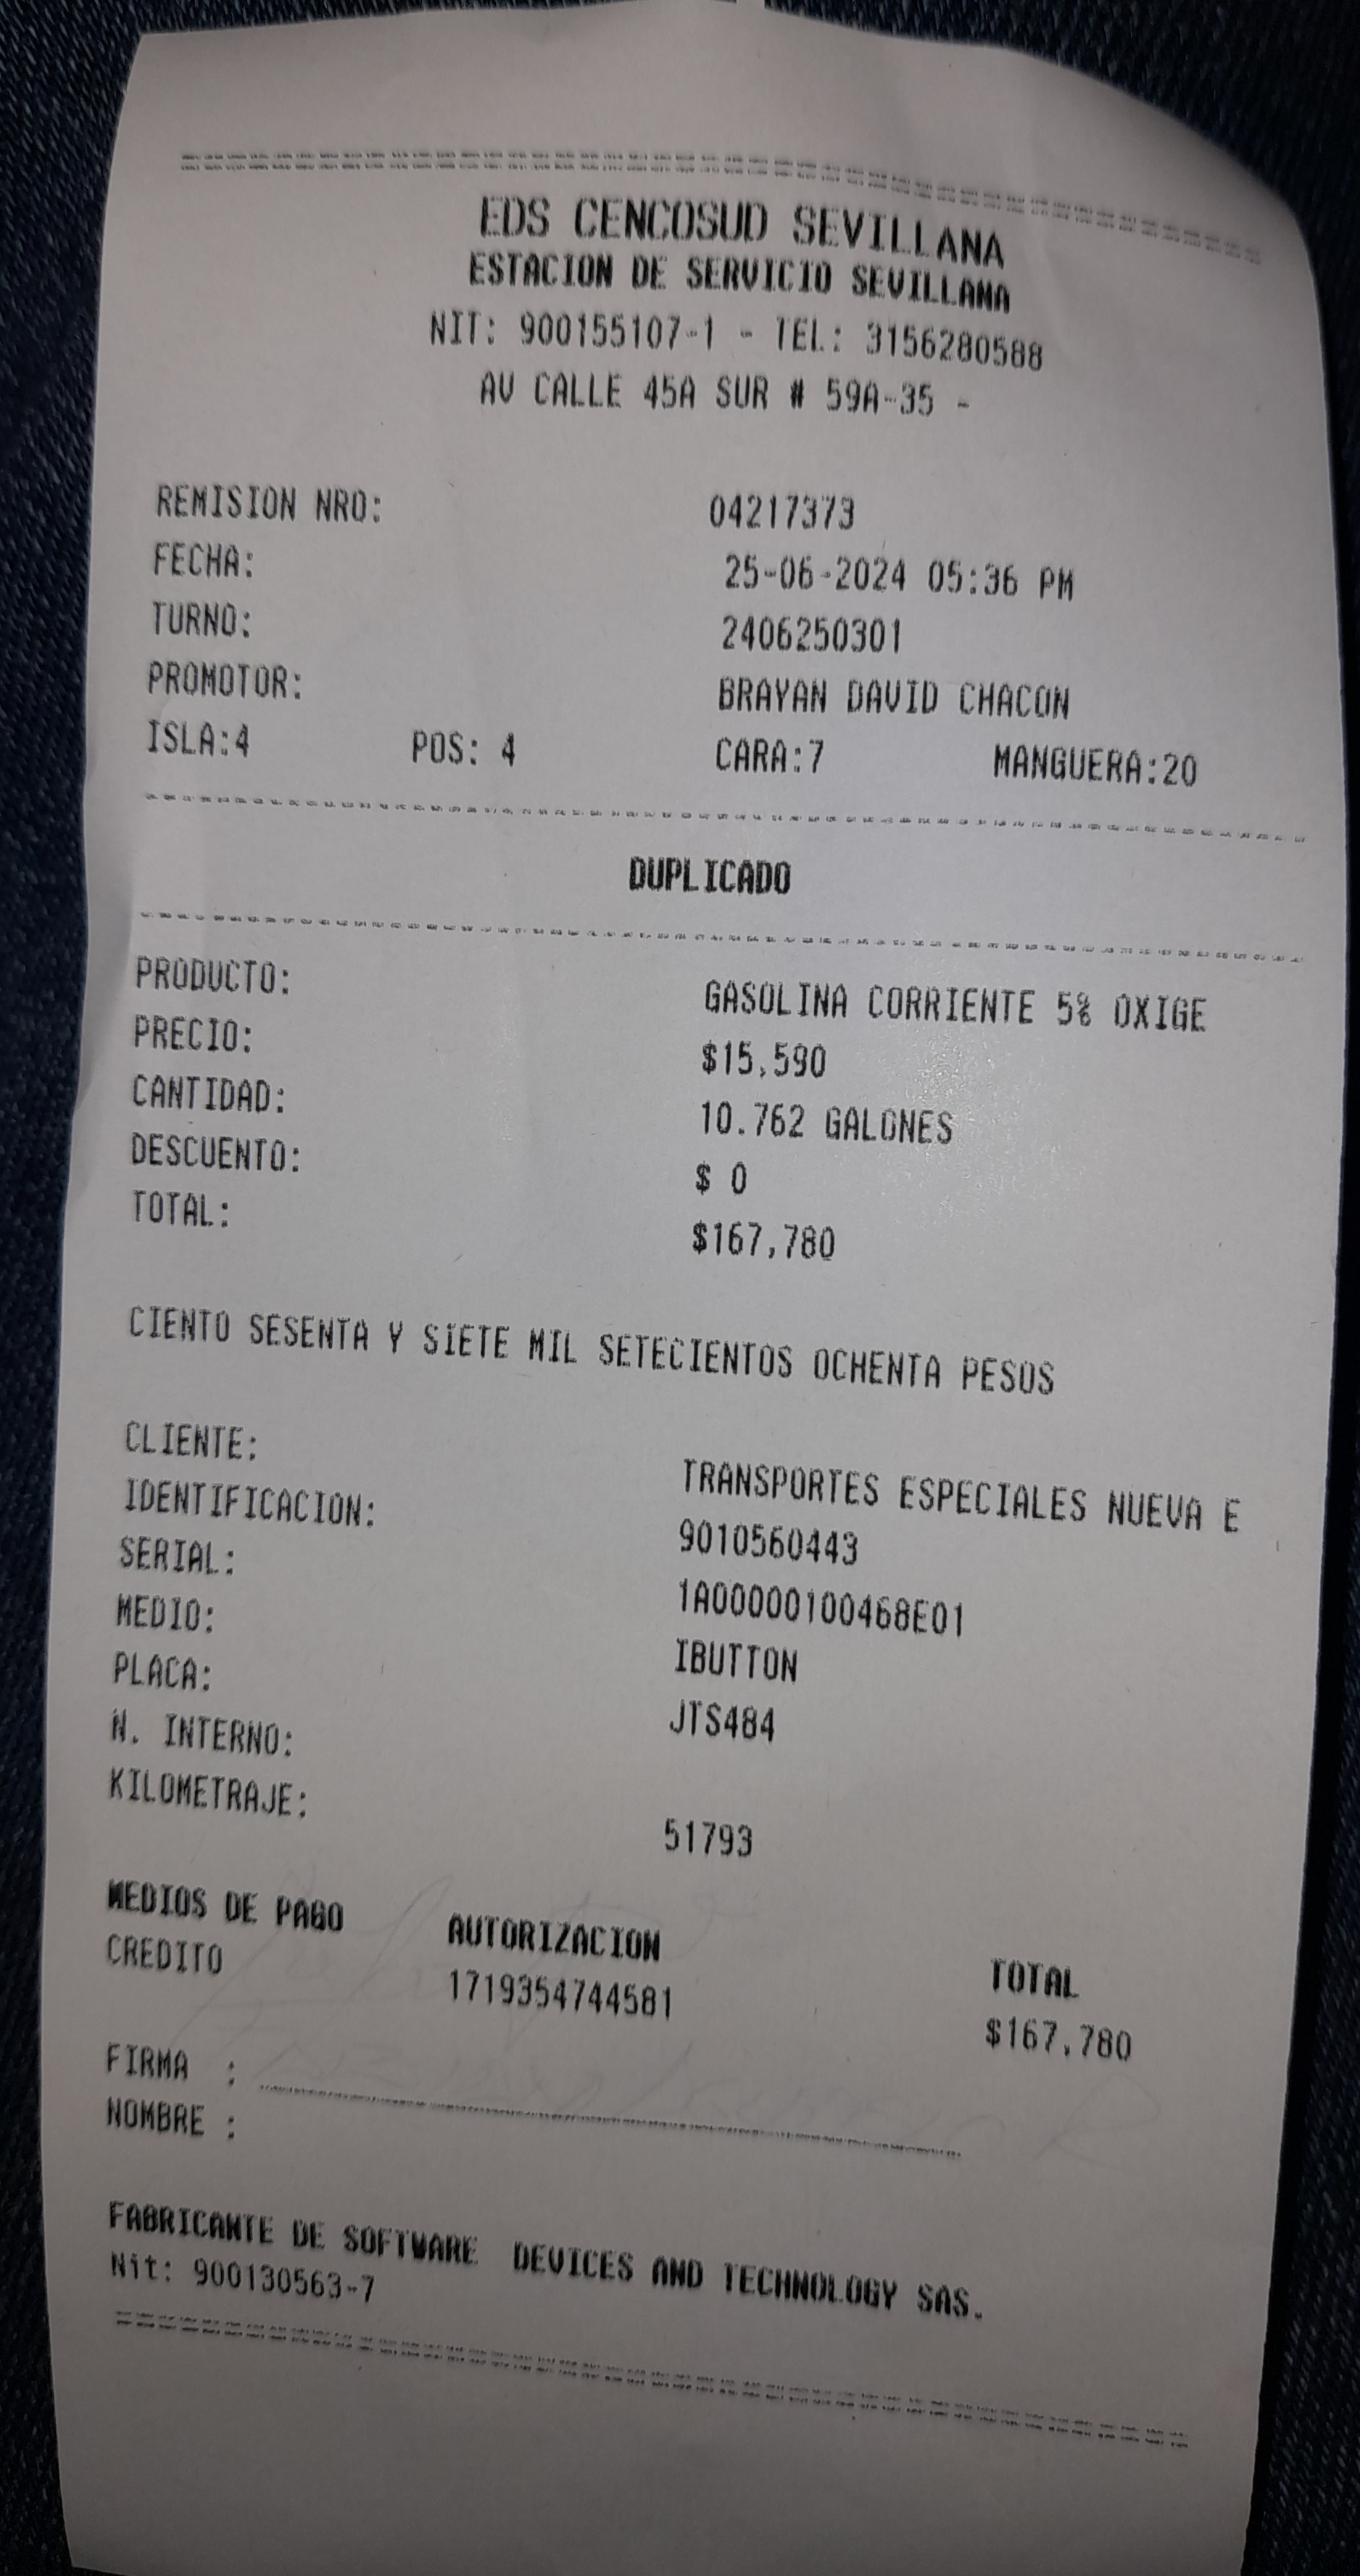 EDS CENCOSUD SEVILLANA
ESTACION DE SERVICIO SEVILLANA
NIT: 900155107-1 - TEL: 3156280588
AV CALLE 45A SUR # 59A-35 -
REMISION NRO: 04217373
FECHA: 25-06-2024 05:36 PM
TURNO: 2406250301
PROMOTOR: BRAYAN DAVID CHACON
ISLA:4 POS: 4 CARA:7 MANGUERA:20
DUPLICADO
PRODUCTO: GASOLINA CORRIENTE 5% OXIGE
PRECIO: $15,590
CANTIDAD: 10.762 GALONES
DESCUENTO: $ 0
TOTAL: $167,780
CIENTO SESENTA Y SIETE MIL SETECIENTOS OCHENTA PESOS
CLIENTE: TRANSPORTES ESPECIALES NUEVA E
IDENTIFICACION: 9010560443
SERIAL: 1A00000100468E01
MEDIO: IBUTTON
PLACA: JTS484
N. INTERNO:
KILOMETRAJE: 51793
MEDIOS DE PAGO AUTORIZACION TOTAL
CREDITO 1719354744581 $167,780
FIRMA :
NOMBRE :
FABRICANTE DE SOFTWARE DEVICES AND TECHNOLOGY SAS.
Nit: 900130563-7